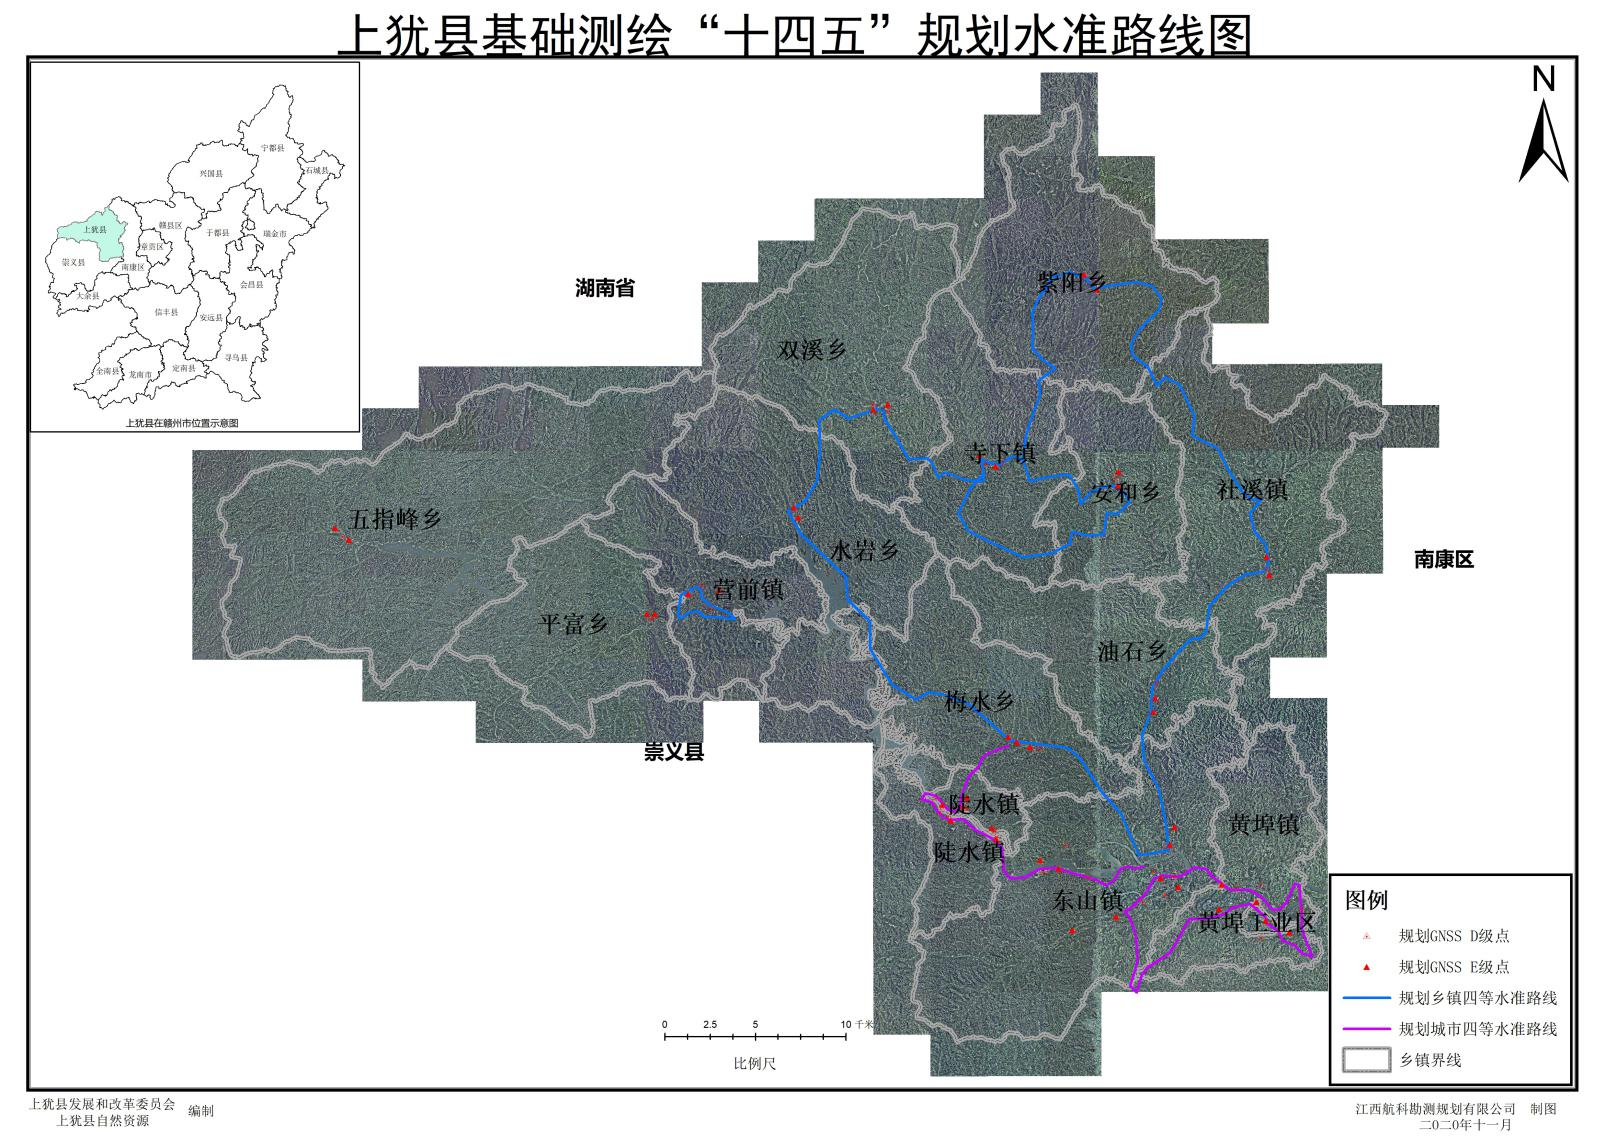 上犹县基础测绘“十四五”规划水准路线图
N
宁都县
石城县
兴国县
赣县区
于都县
瑞金市
上犹县
章贡区
崇义县
南康区
会昌县
大余县
信丰县
安远县
寻乌县
全南县
龙南市
定南县
上犹县在赣州市位置示意图
湖南省
紫阳乡
双溪乡
寺下镇
安和乡
社溪镇
五指峰乡
水岩乡
南康区
营前镇
平富乡
油石乡
梅水乡
崇义县
陡水镇
黄埠镇
陡水镇
东山镇
黄埠工业区
图例
规划GNSS D级点
规划GNSS E级点
规划乡镇四等水准路线
规划城市四等水准路线
乡镇界线
0 2.5 5 10 千米
比例尺
上犹县发展和改革委员会
上犹县自然资源
编制
江西航科勘测规划有限公司 制图
二〇二〇年十一月